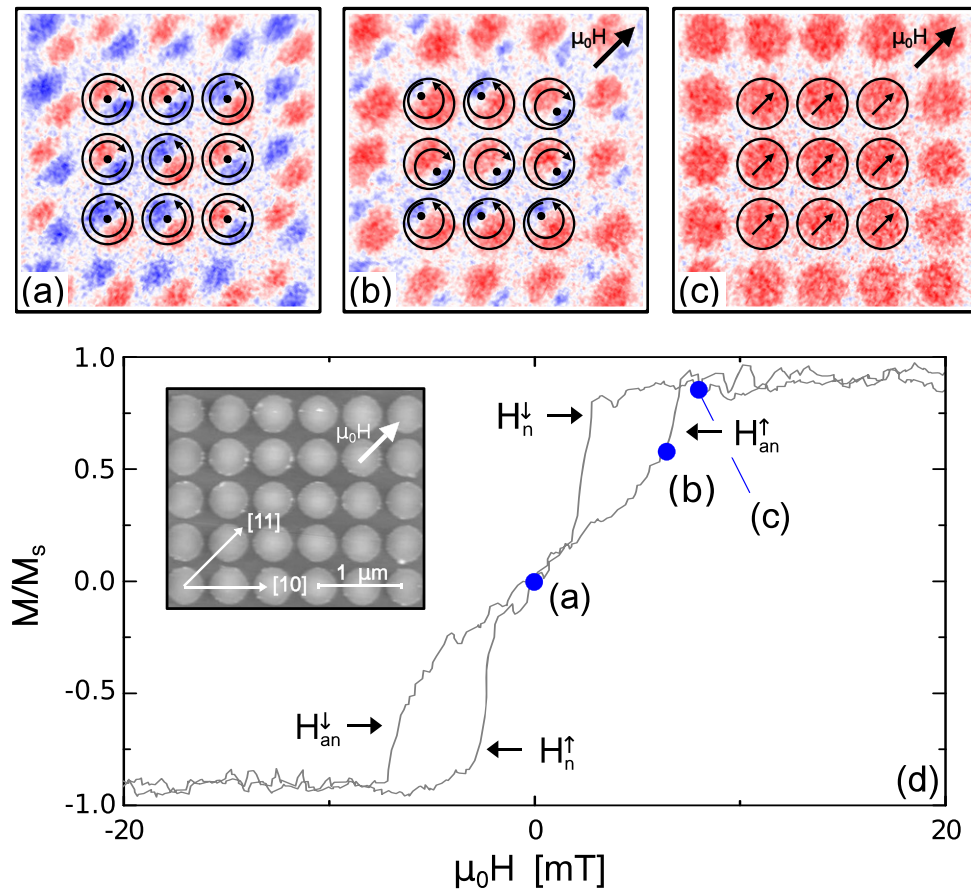 μ₀H
μ₀H
(a)
(b)
(c)
1.0
0.5
0.0
-0.5
-1.0
M/Mₛ
μ₀H
[11]
[10]
1 μm
H↓n
H↑an
(b)
(c)
(a)
H↓an
H↑n
(d)
-20
0
20
μ₀H [mT]